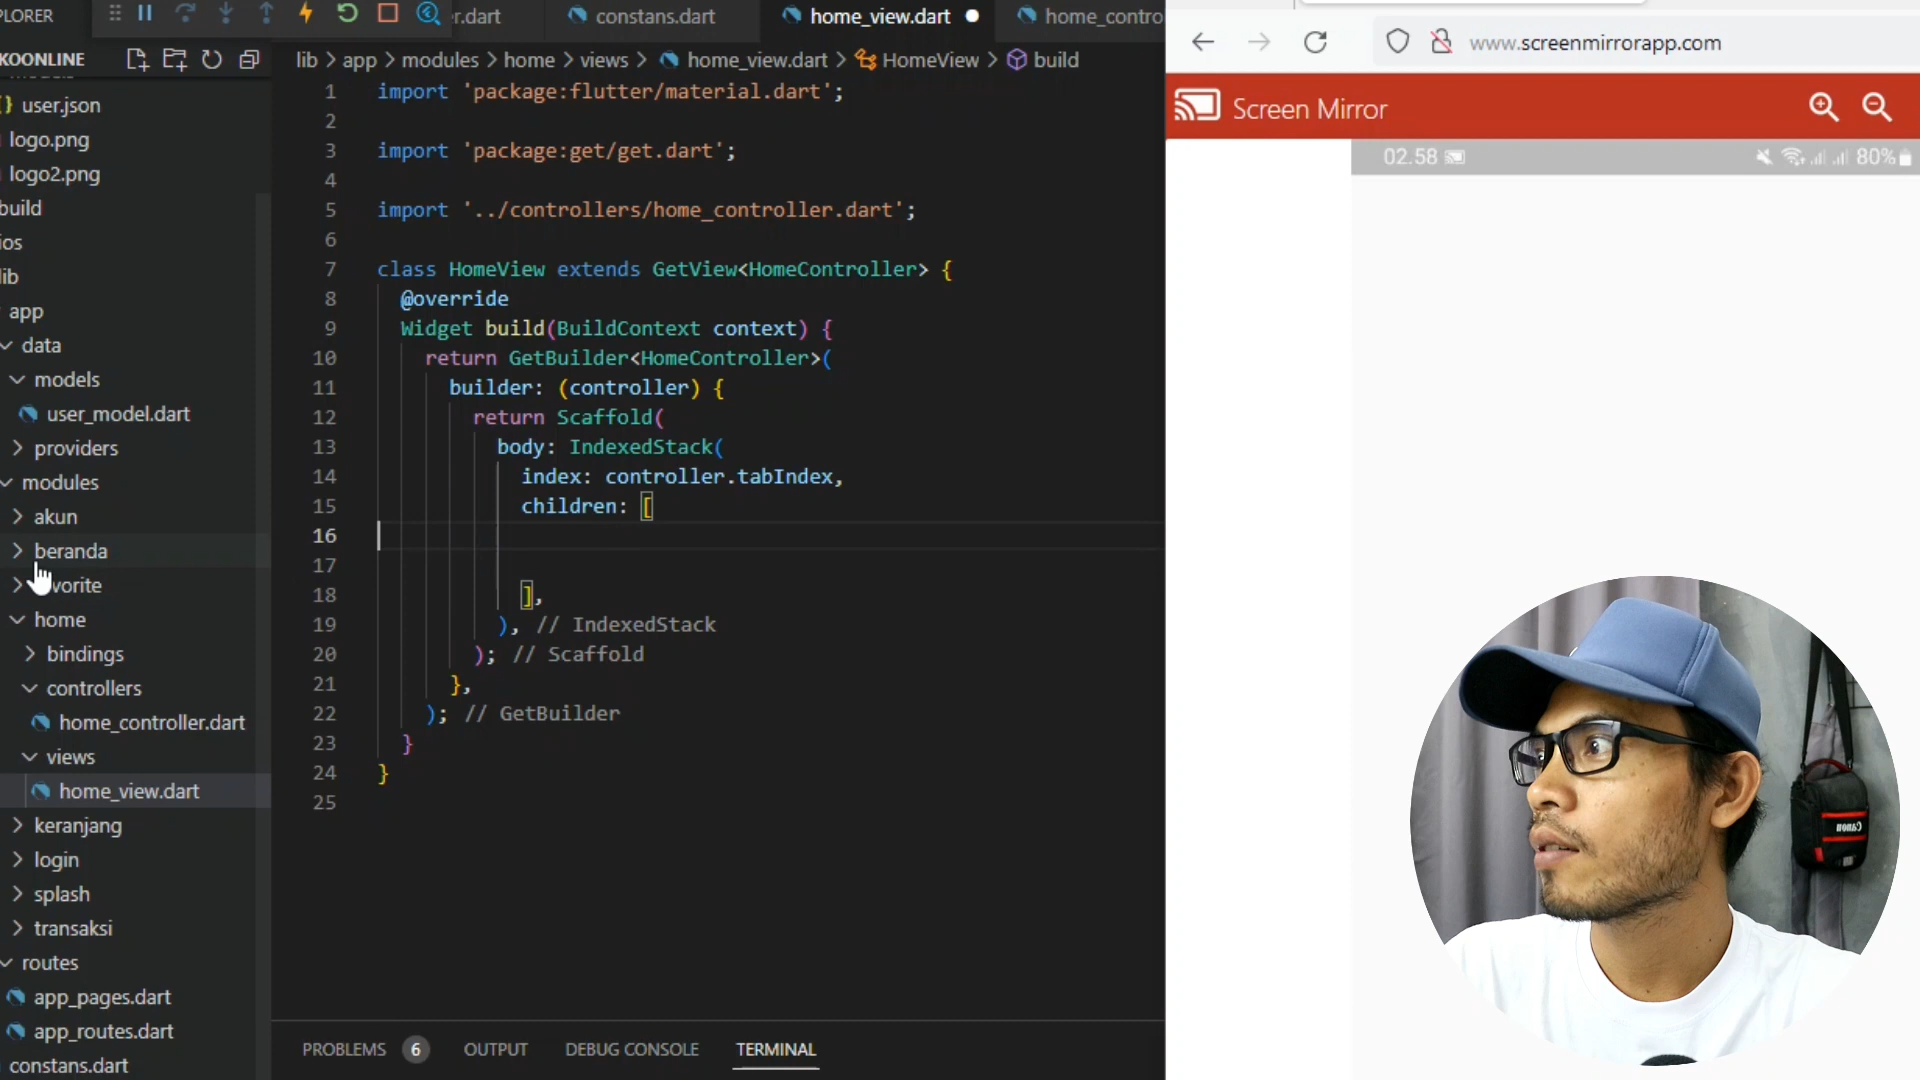 PLORER
KOONLINE
user.json
logo.png
logo2.png
build
ios
lib
app
data
models
user_model.dart
providers
modules
akun
beranda
vorite
home
bindings
controllers
home_controller.dart
views
home_view.dart
keranjang
login
splash
transaksi
routes
app_pages.dart
app_routes.dart
constans.dart
r.dart constans.dart home_view.dart home_contro
lib > app > modules > home > views > home_view.dart > HomeView > build
1 import 'package:flutter/material.dart';
2
3 import 'package:get/get.dart';
4
5 import '../controllers/home_controller.dart';
6
7 class HomeView extends GetView<HomeController> {
8 @override
9 Widget build(BuildContext context) {
10 return GetBuilder<HomeController>(
11 builder: (controller) {
12 return Scaffold(
13 body: IndexedStack(
14 index: controller.tabIndex,
15 children: [
16
17
18 ],
19 ), // IndexedStack
20 ); // Scaffold
21 },
22 ); // GetBuilder
23 }
24 }
25
PROBLEMS 6 OUTPUT DEBUG CONSOLE TERMINAL
www.screenmirrorapp.com
Screen Mirror
02.58 80%
Canon